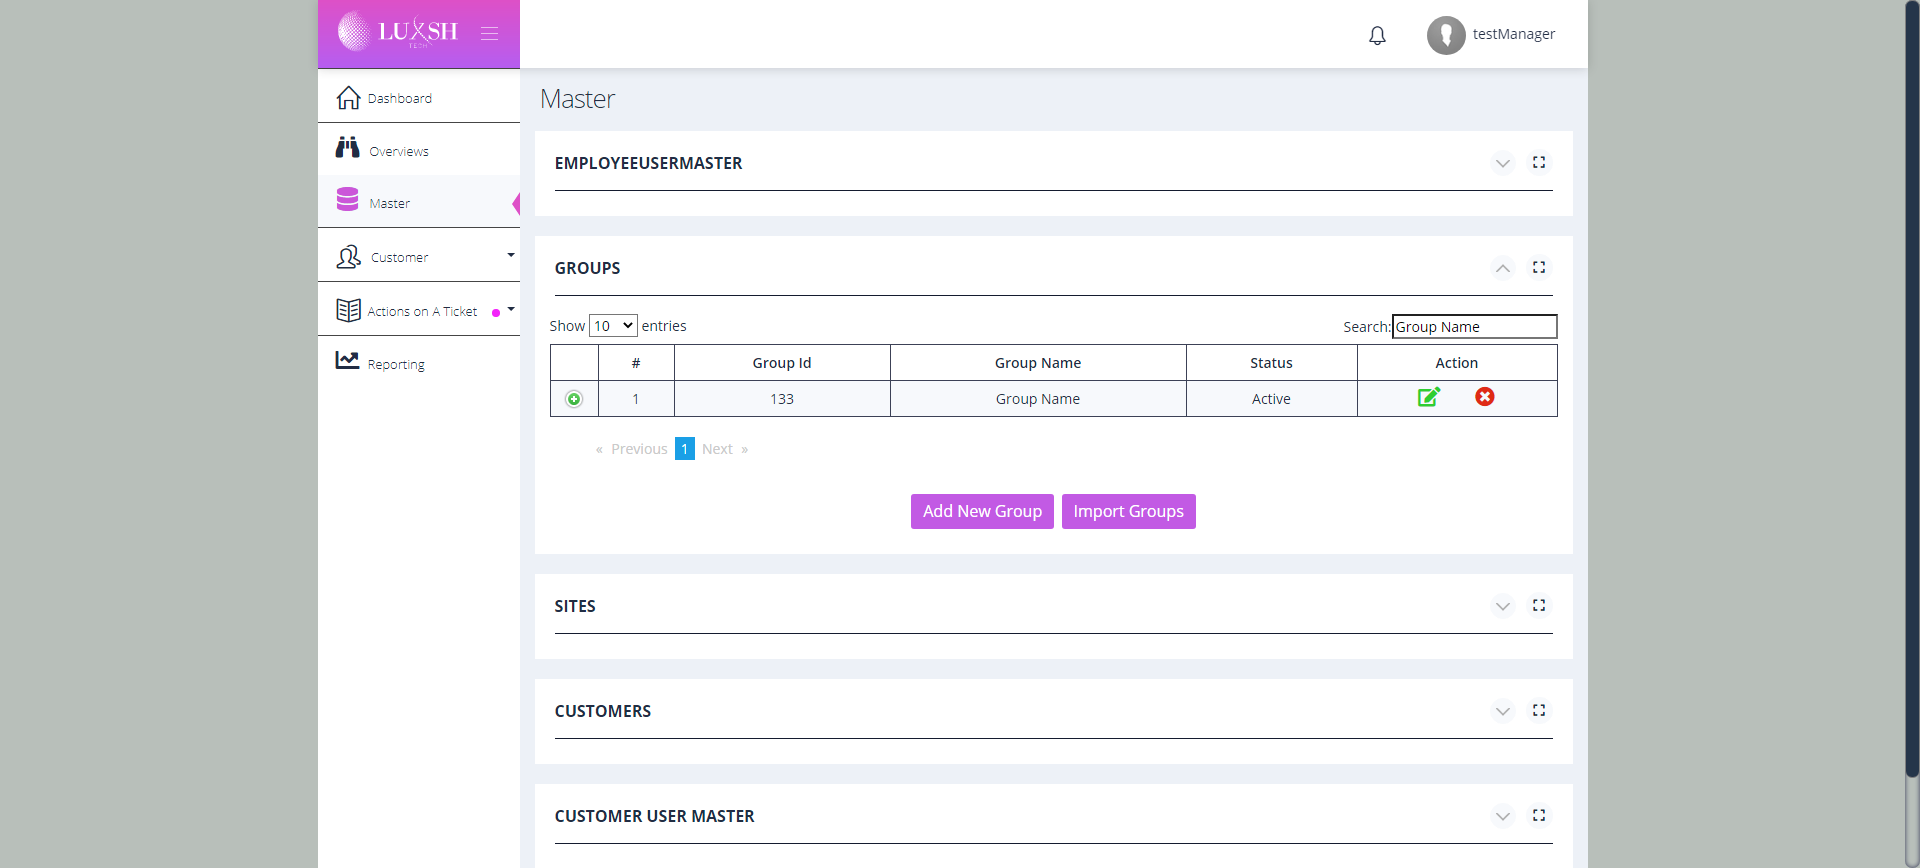 LUXSH
TECH
testManager
Dashboard
Overviews
Master
Customer
Actions on A Ticket
Reporting
Master
EMPLOYEEUSERMASTER
GROUPS
Show 10 entries
Search: Group Name
# Group Id Group Name Status Action
1 133 Group Name Active
« Previous 1 Next »
Add New Group Import Groups
SITES
CUSTOMERS
CUSTOMER USER MASTER